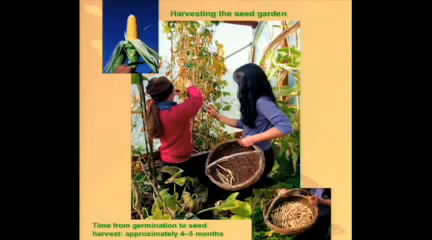 Harvesting the seed garden
Time from germination to seed
harvest: approximately 4–5 months